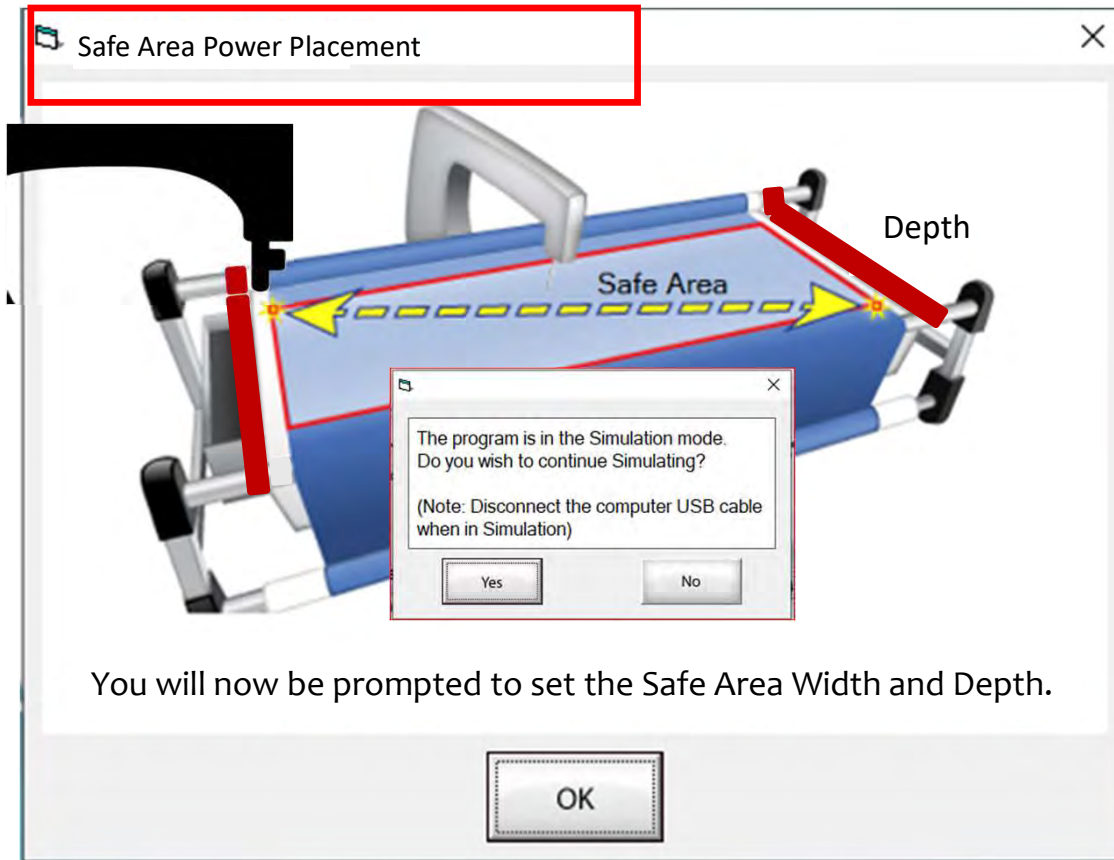 Safe Area Power Placement
Depth
Safe Area
The program is in the Simulation mode.
Do you wish to continue Simulating?
(Note: Disconnect the computer USB cable
when in Simulation)
Yes
No
You will now be prompted to set the Safe Area Width and Depth.
OK